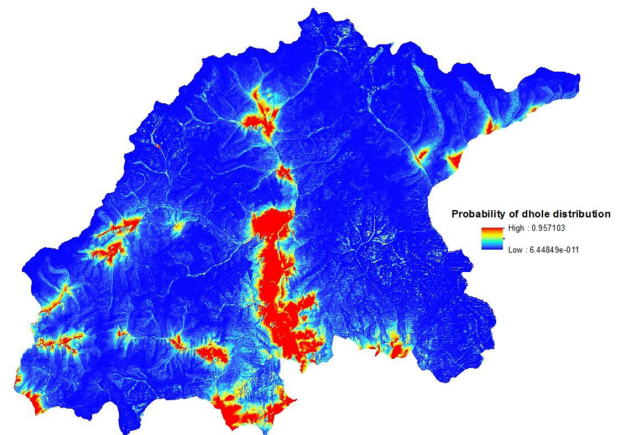 Probability of dhole distribution
High : 0.957103
Low : 6.44849e-011